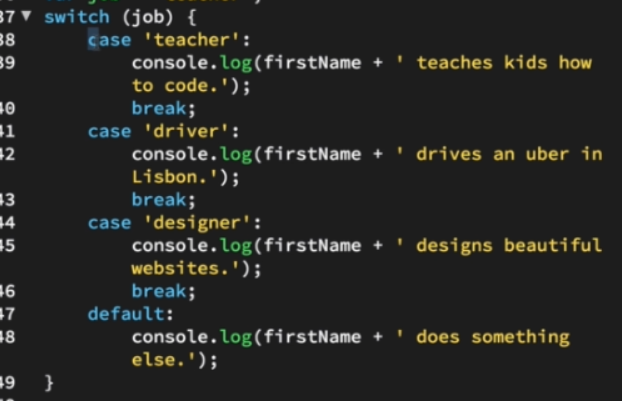 37 ▼ switch (job) {
38 case 'teacher':
39 console.log(firstName + ' teaches kids how
to code.');
40 break;
41 case 'driver':
42 console.log(firstName + ' drives an uber in
Lisbon.');
43 break;
44 case 'designer':
45 console.log(firstName + ' designs beautiful
websites.');
46 break;
47 default:
48 console.log(firstName + ' does something
else.');
49 }